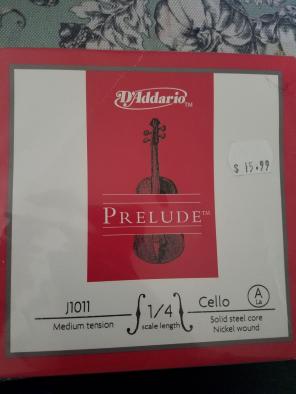 D'Addario™
$ 15.99
PRELUDE™
J1011
Medium tension
1/4
scale length
Cello
Solid steel core
Nickel wound
A
LA